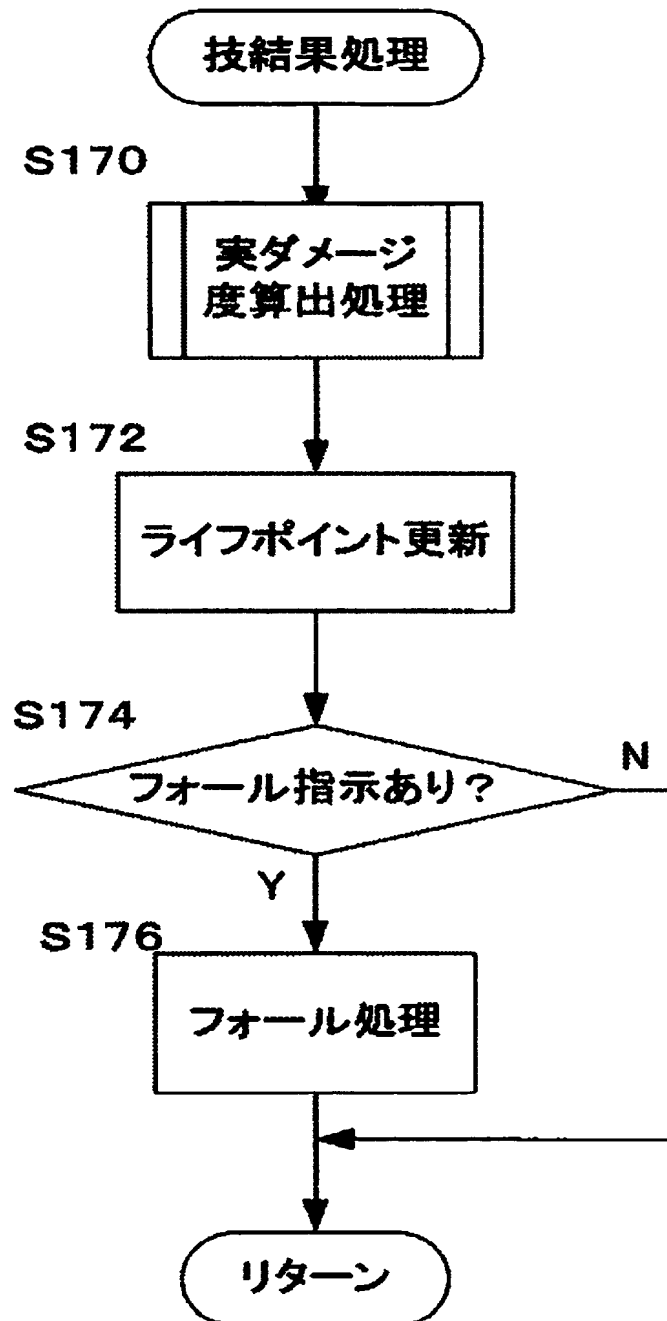 技結果処理
S170
実ダメージ
度算出処理
S172
ライフポイント更新
S174
フォール指示あり?
N
Y
S176
フォール処理
リターン